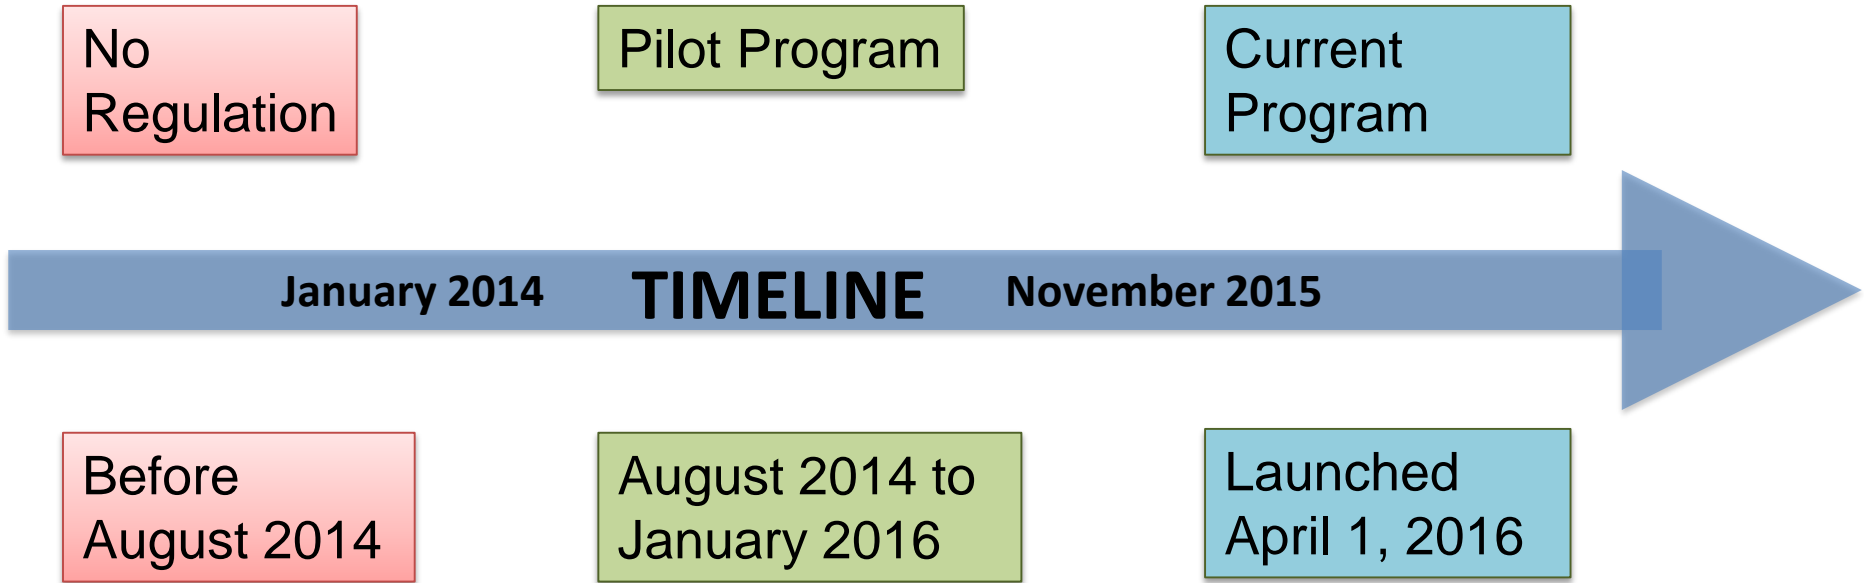 No
Regulation
Pilot Program
Current
Program
January 2014
TIMELINE
November 2015
Before
August 2014
August 2014 to
January 2016
Launched
April 1, 2016